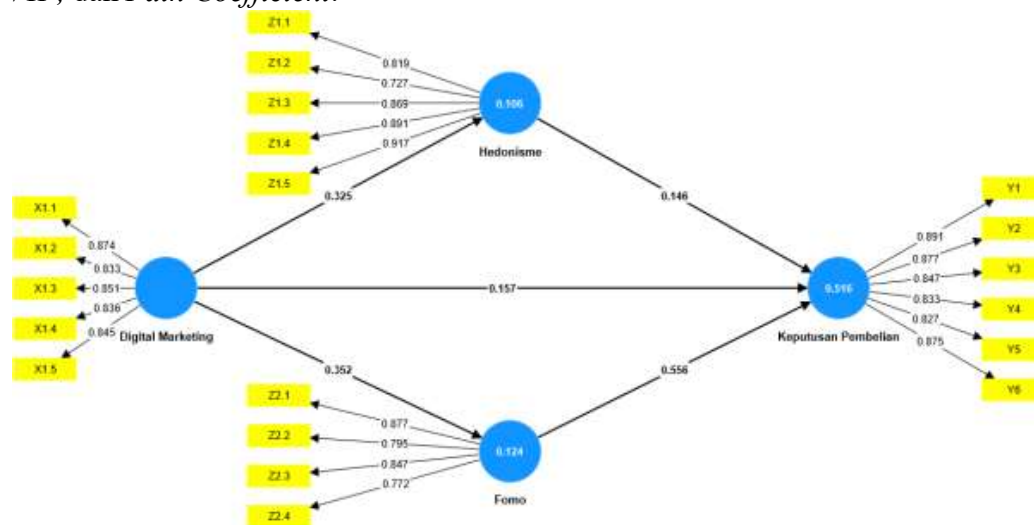 dan Path Coefficient.
Z1.1
Z1.2
Z1.3
Z1.4
Z1.5
0.819
0.727
0.869
0.891
0.917
0.106
Hedonisme
0.325
0.146
X1.1
X1.2
X1.3
X1.4
X1.5
0.874
0.833
0.851
0.836
0.845
Digital Marketing
0.157
0.516
Keputusan Pembelian
0.891
0.877
0.847
0.833
0.827
0.875
Y1
Y2
Y3
Y4
Y5
Y6
0.352
0.556
Z2.1
Z2.2
Z2.3
Z2.4
0.877
0.795
0.847
0.772
0.124
Fomo